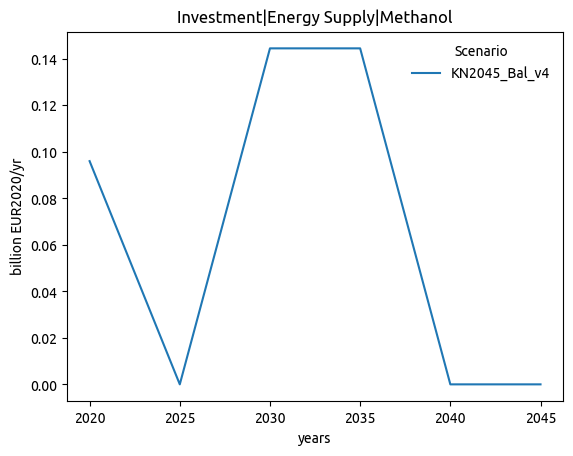 Investment|Energy Supply|Methanol
Scenario
KN2045_Bal_v4
billion EUR2020/yr
0.14
0.12
0.10
0.08
0.06
0.04
0.02
0.00
2020 2025 2030 2035 2040 2045
years